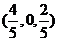 (4/5, 0, 2/5)